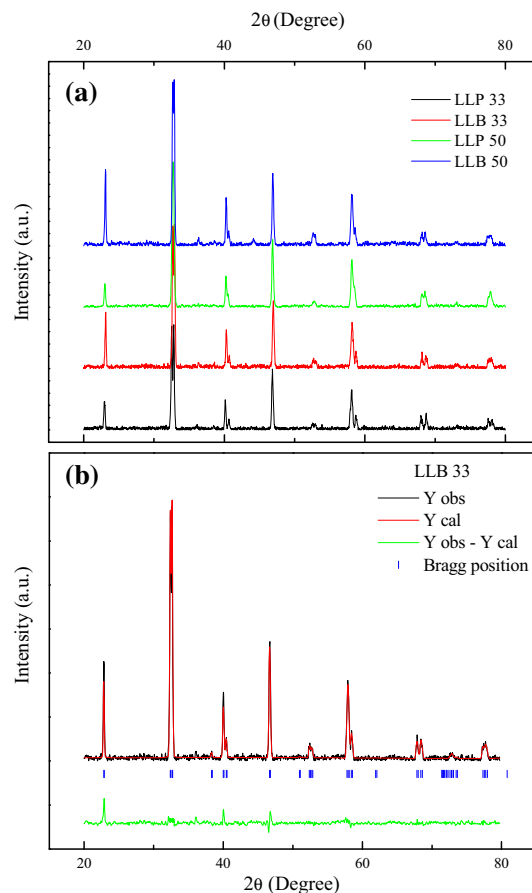 2θ (Degree)
20 40 60 80
(a)
LLP 33
LLB 33
LLP 50
LLB 50
Intensity (a.u.)
(b)
LLB 33
Y obs
Y cal
Y obs - Y cal
Bragg position
Intensity (a.u.)
20 40 60 80
2θ (Degree)